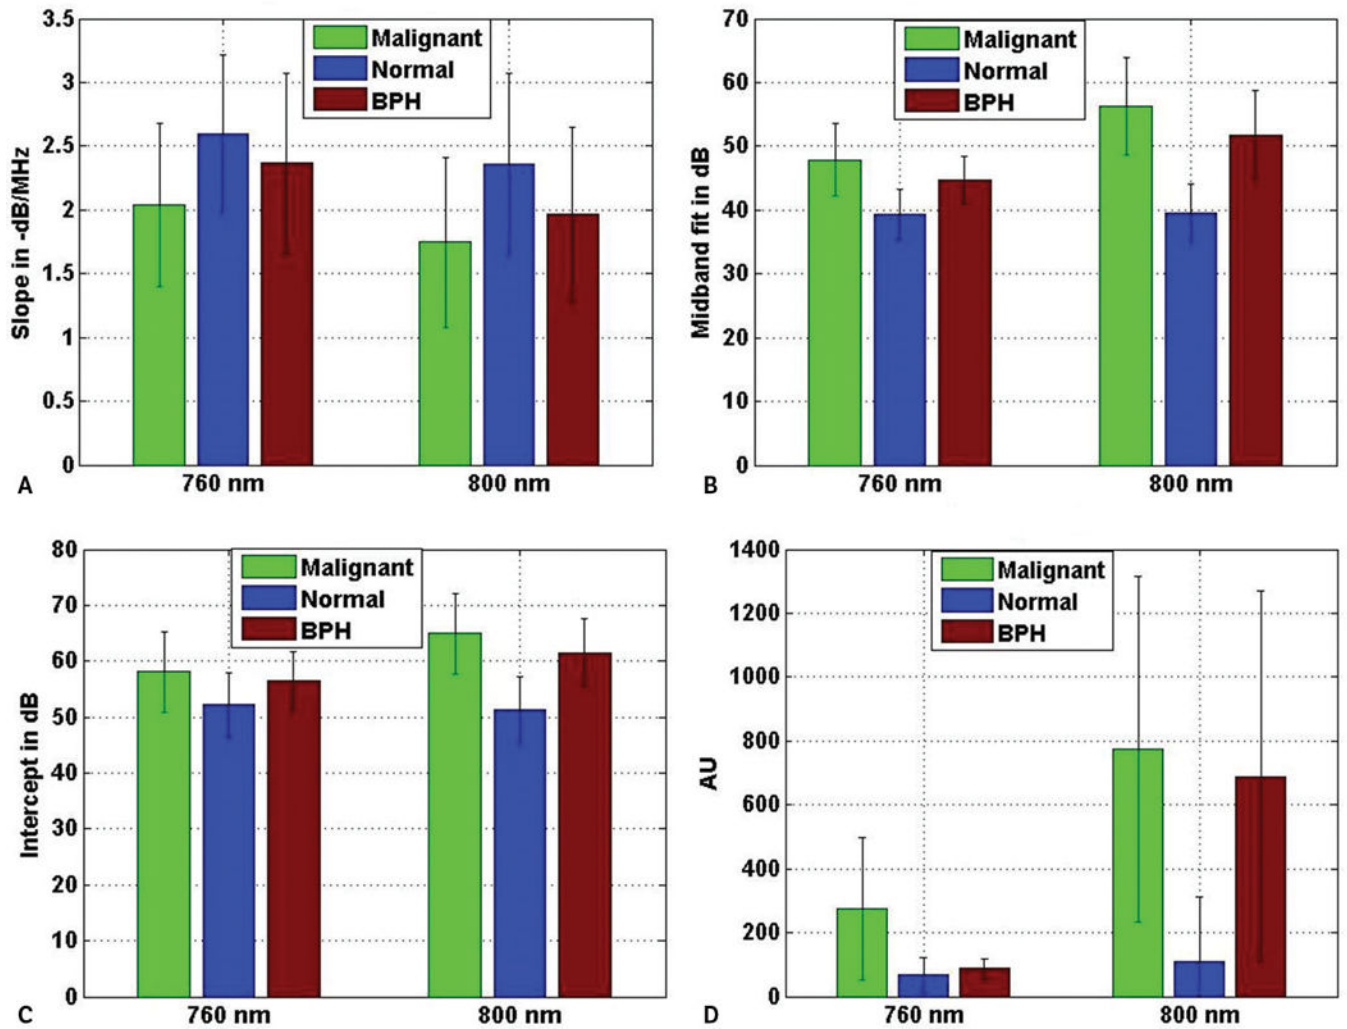 3.5
3
2.5
2
1.5
1
0.5
0
Slope in -dB/MHz
Malignant
Normal
BPH
760 nm
800 nm
A
70
60
50
40
30
20
10
0
Midband fit in dB
Malignant
Normal
BPH
760 nm
800 nm
B
80
70
60
50
40
30
20
10
0
Intercept in dB
Malignant
Normal
BPH
760 nm
800 nm
C
1400
1200
1000
800
600
400
200
0
AU
Malignant
Normal
BPH
760 nm
800 nm
D